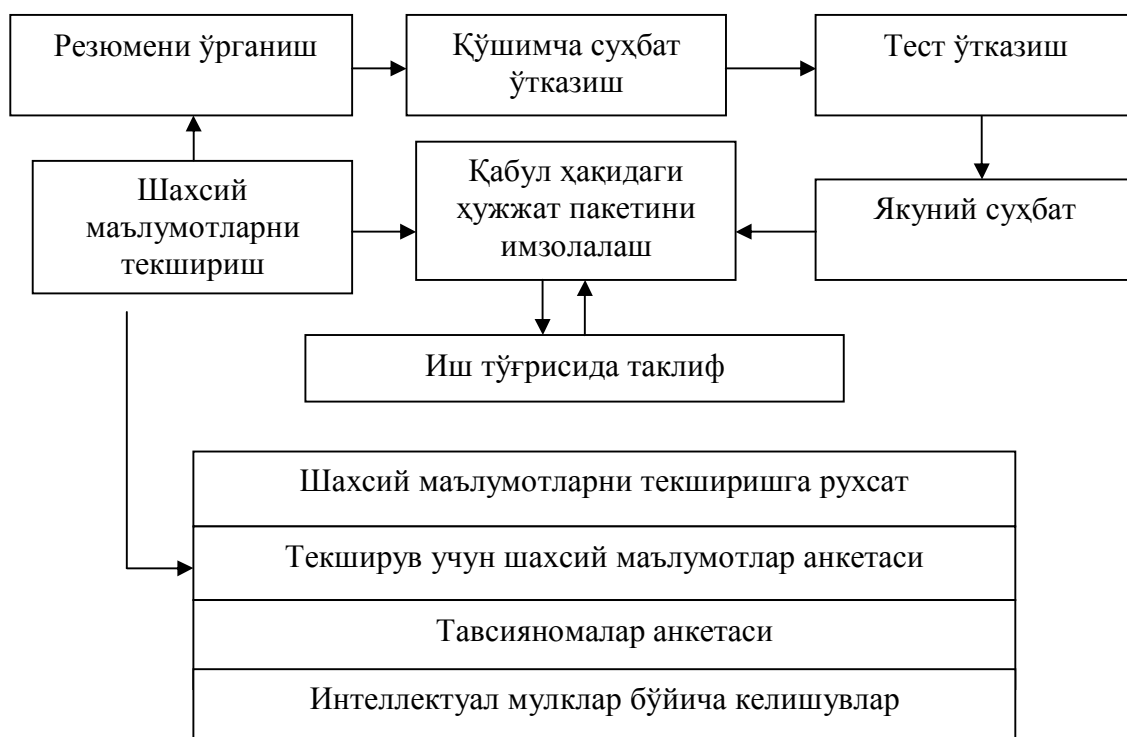 Резюмени ўрганиш
Қўшимча суҳбат
ўтказиш
Тест ўтказиш
Шахсий
маълумотларни
текшириш
Қабул ҳақидаги
ҳужжат пакетини
имзолалаш
Якуний суҳбат
Иш тўғрисида таклиф
Шахсий маълумотларни текширишга рухсат
Текширув учун шахсий маълумотлар анкетаси
Тавсияномалар анкетаси
Интеллектуал мулклар бўйича келишувлар